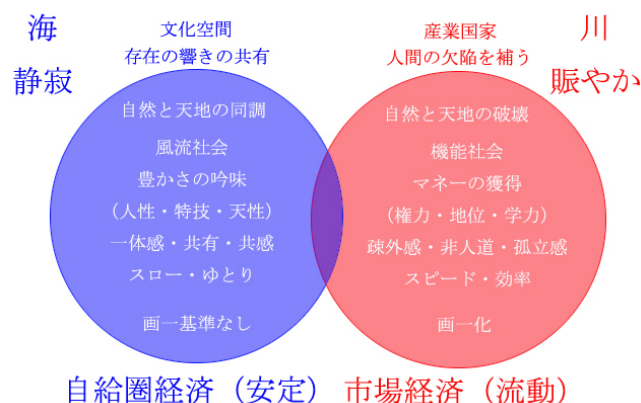 海
静寂
文化空間
存在の響きの共有
自然と天地の同調
風流社会
豊かさの吟味
（人性・特技・天性）
一体感・共有・共感
スロー・ゆとり
画一基準なし
自給圏経済（安定）
川
賑やか
産業国家
人間の欠陥を補う
自然と天地の破壊
機能社会
マネーの獲得
（権力・地位・学力）
疎外感・非人道・孤立感
スピード・効率
画一化
市場経済（流動）